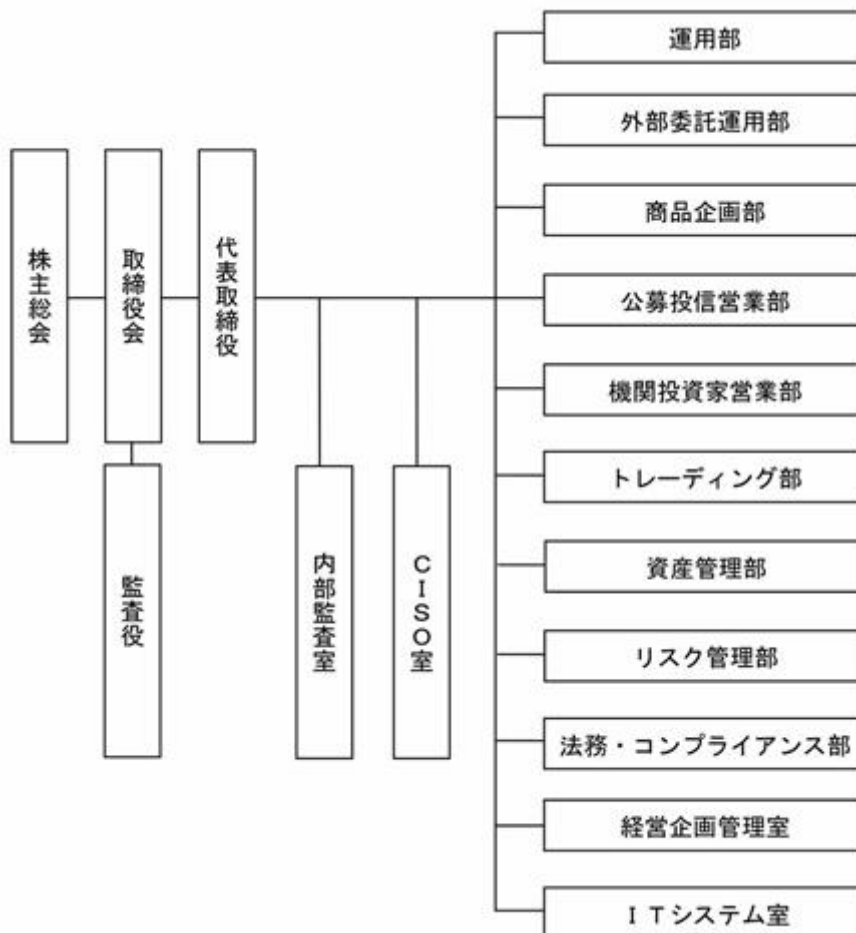 株主総会
取締役会
代表取締役
監査役
内部監査室
CISO室
運用部
外部委託運用部
商品企画部
公募投信営業部
機関投資家営業部
トレーディング部
資産管理部
リスク管理部
法務・コンプライアンス部
経営企画管理室
ITシステム室